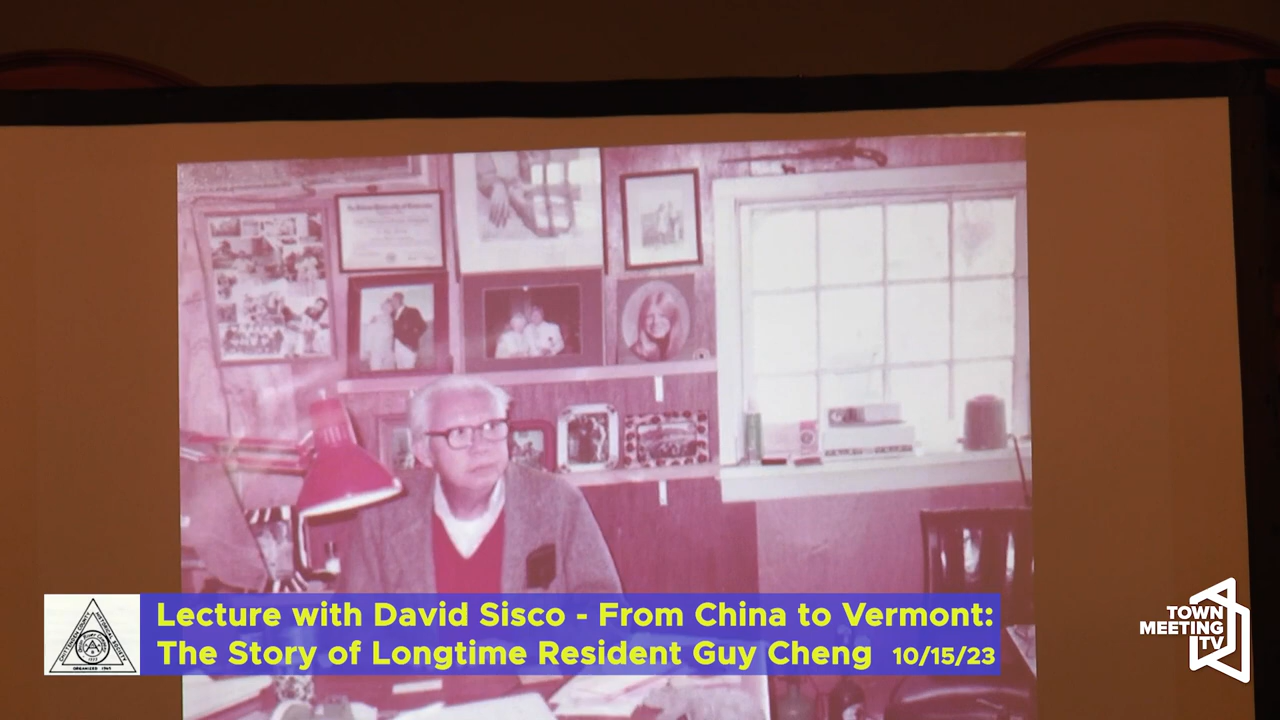 Lecture with David Sisco - From China to Vermont:
The Story of Longtime Resident Guy Cheng 10/15/23
TOWN
MEETING
TV